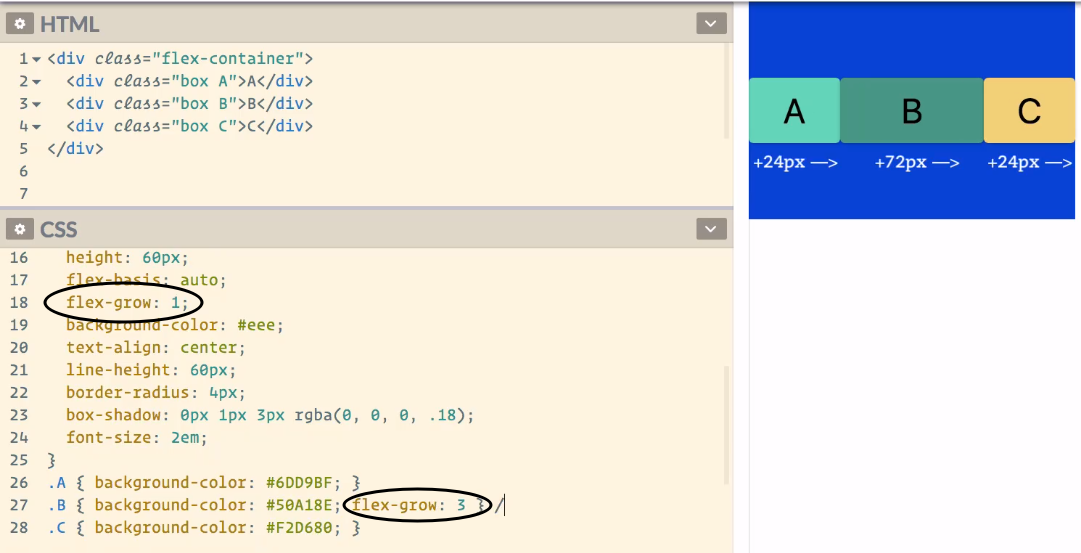 HTML
1 <div class="flex-container">
2 <div class="box A">A</div>
3 <div class="box B">B</div>
4 <div class="box C">C</div>
5 </div>
6
7
CSS
16 height: 60px;
17 flex-basis: auto;
18 flex-grow: 1;
19 background-color: #eee;
20 text-align: center;
21 line-height: 60px;
22 border-radius: 4px;
23 box-shadow: 0px 1px 3px rgba(0, 0, 0, .18);
24 font-size: 2em;
25 }
26 .A { background-color: #6DD9BF; }
27 .B { background-color: #50A18E; flex-grow: 3 } /
28 .C { background-color: #F2D680; }
A B C
+24px —> +72px —> +24px —>